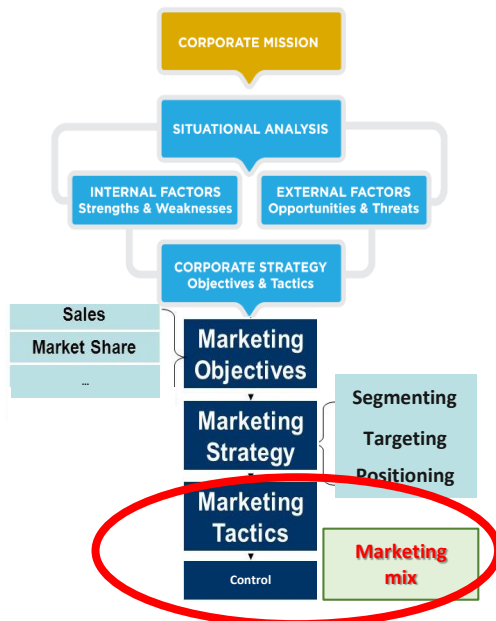 CORPORATE MISSION
SITUATIONAL ANALYSIS
INTERNAL FACTORS
Strengths & Weaknesses
EXTERNAL FACTORS
Opportunities & Threats
CORPORATE STRATEGY
Objectives & Tactics
Sales
Market Share
...
Marketing
Objectives
Marketing
Strategy
Segmenting
Targeting
Positioning
Marketing
Tactics
Control
Marketing
mix